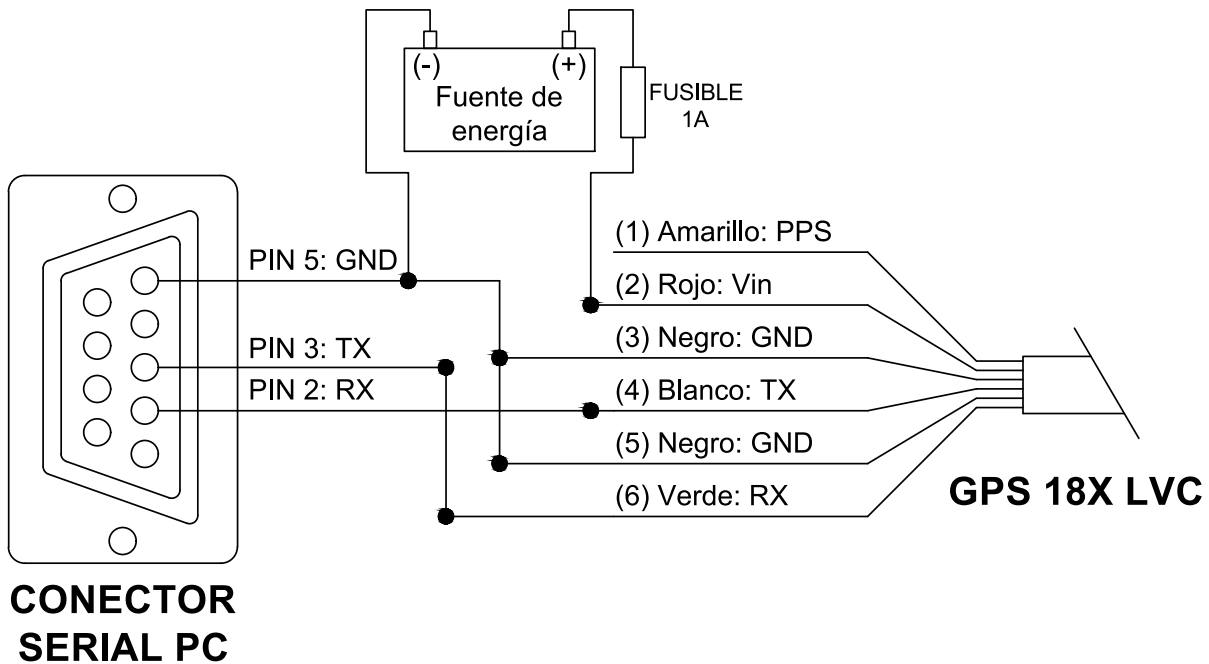 (-)
(+)
Fuente de
energía
FUSIBLE
1A
PIN 5: GND
PIN 3: TX
PIN 2: RX
(1) Amarillo: PPS
(2) Rojo: Vin
(3) Negro: GND
(4) Blanco: TX
(5) Negro: GND
(6) Verde: RX
GPS 18X LVC
CONECTOR
SERIAL PC